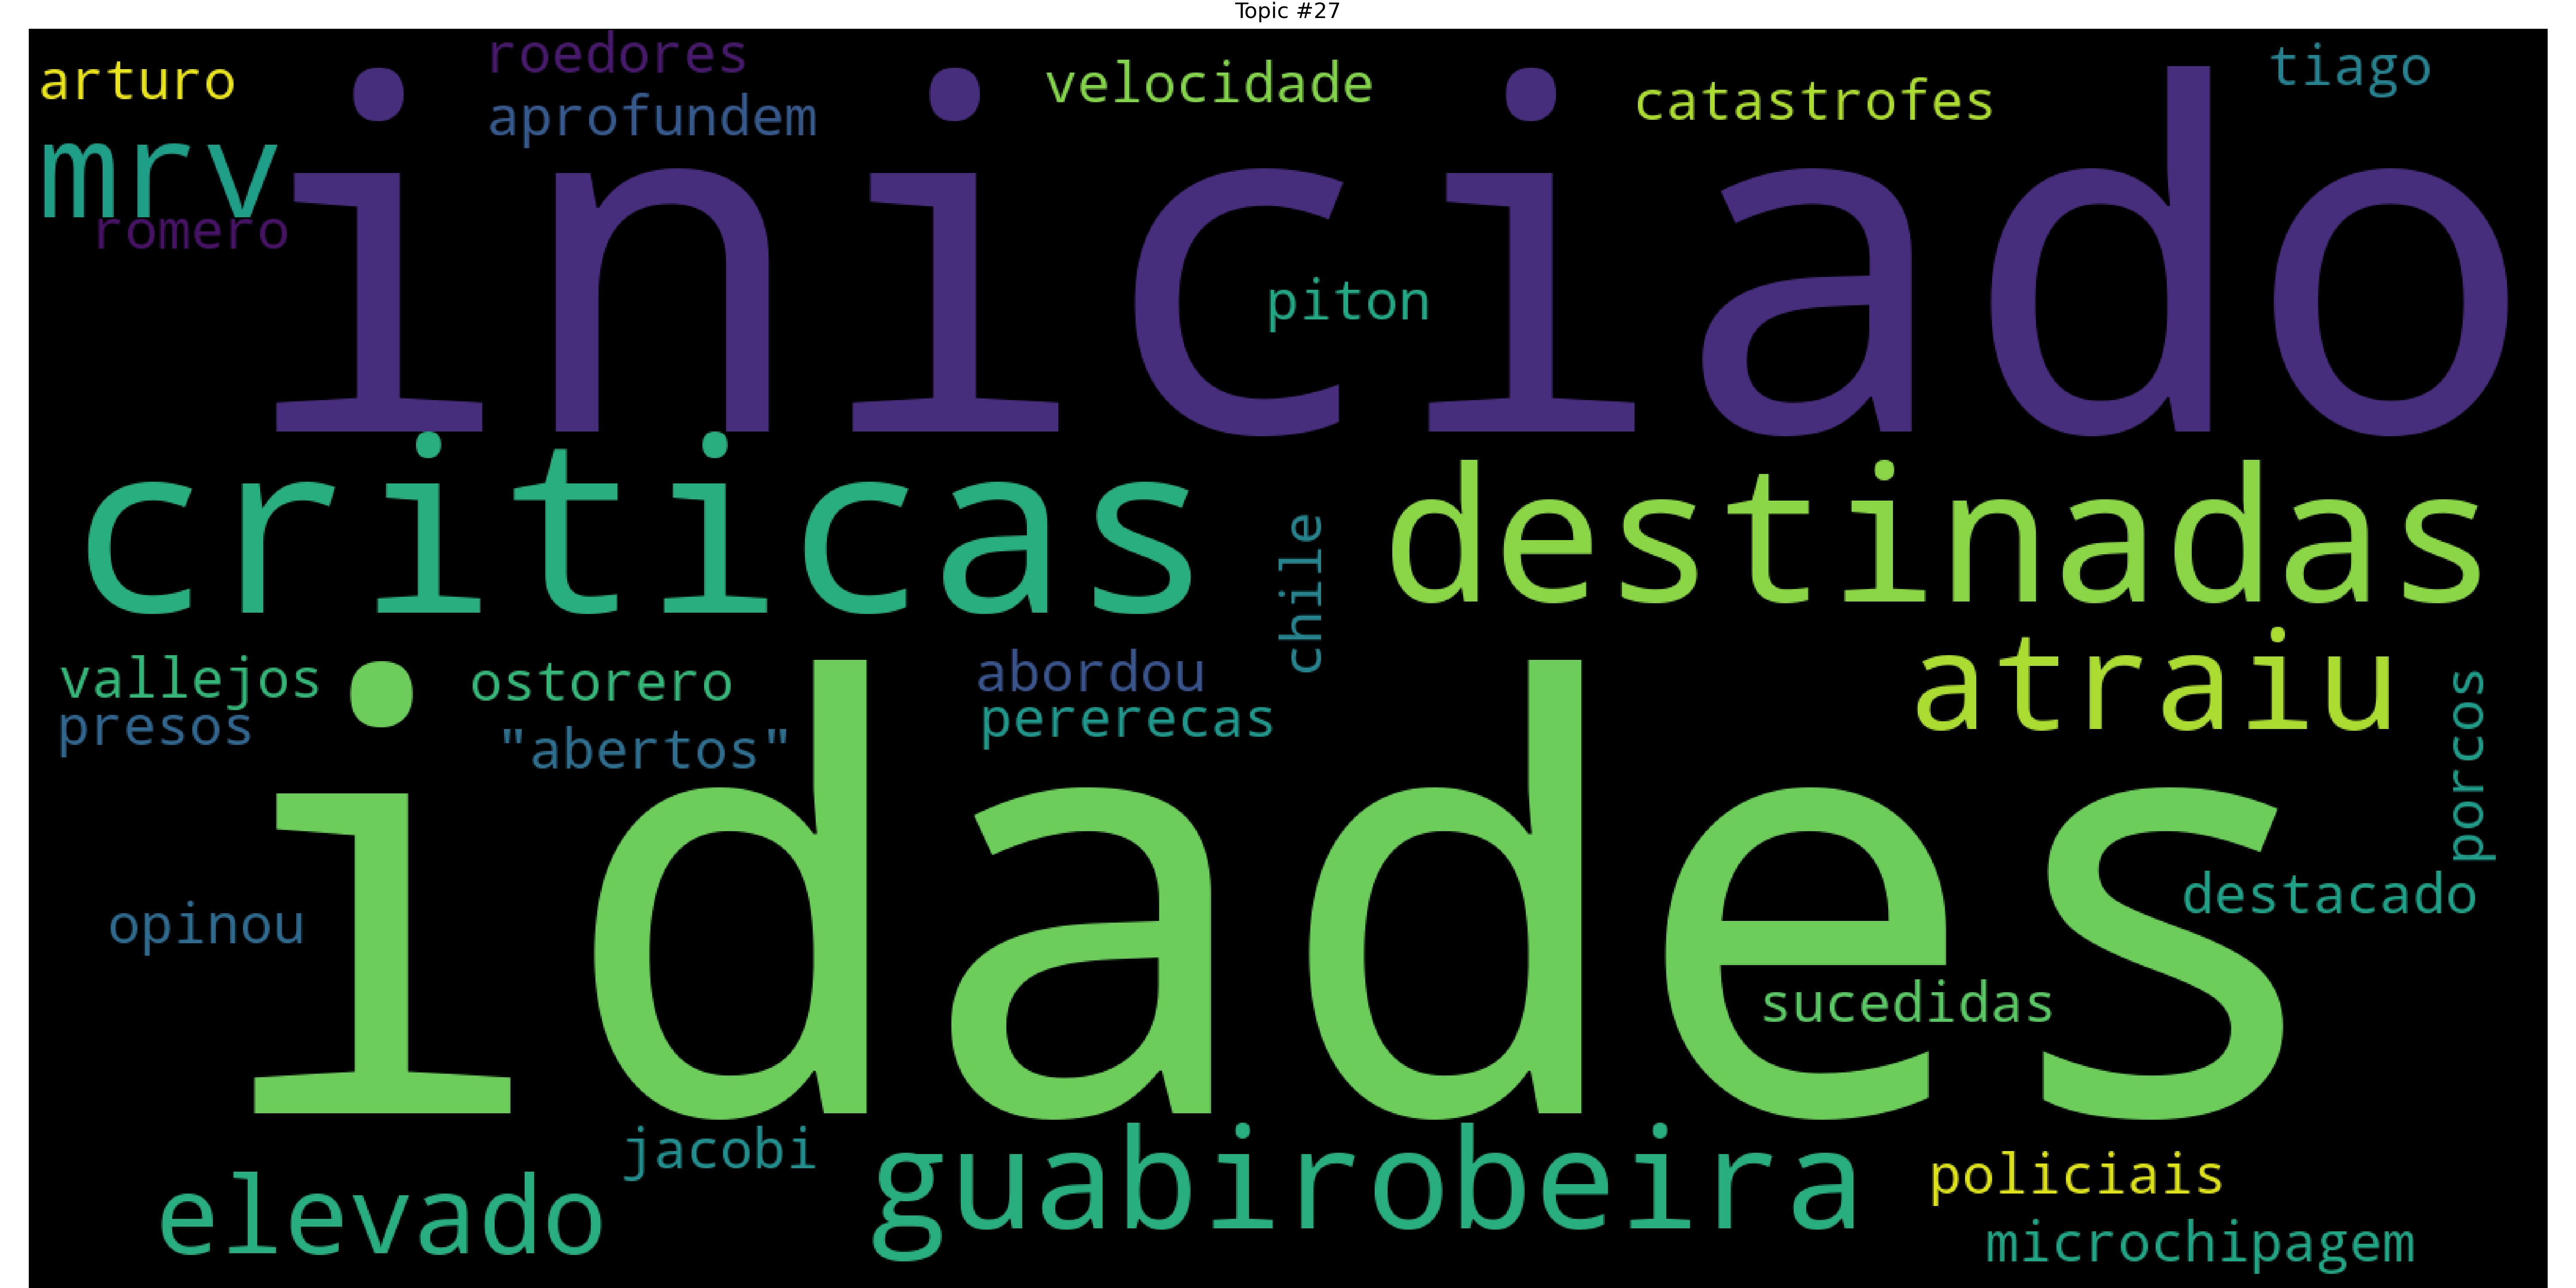 Topic #27
arturo
roedores
aprofundem
velocidade
catastrofes
tiago
mrv
romero
iniciado
piton
criticas
destinadas
chile
vallejos
ostorero
abordou
atraiu
presos
"abertos"
pererecas
porcos
idades
opinou
destacado
sucedidas
jacobi
elevado
guabirobeira
policiais
microchipagem